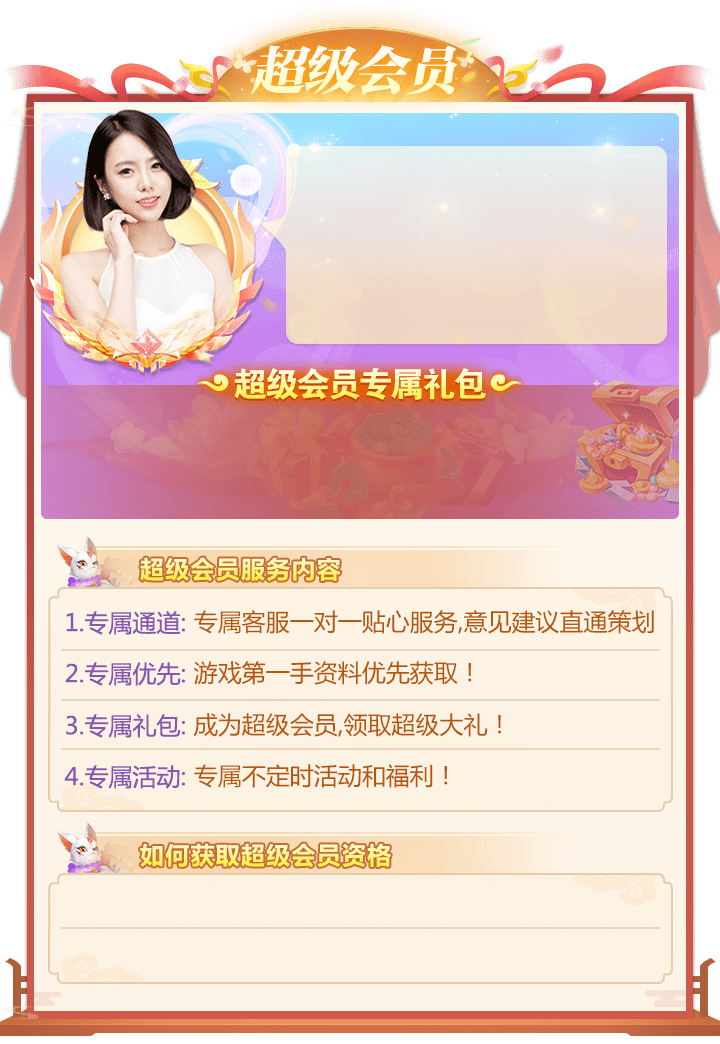 超级会员
超级会员专属礼包
超级会员服务内容
1.专属通道: 专属客服一对一贴心服务,意见建议直通策划
2.专属优先: 游戏第一手资料优先获取！
3.专属礼包: 成为超级会员,领取超级大礼！
4.专属活动: 专属不定时活动和福利！
如何获取超级会员资格